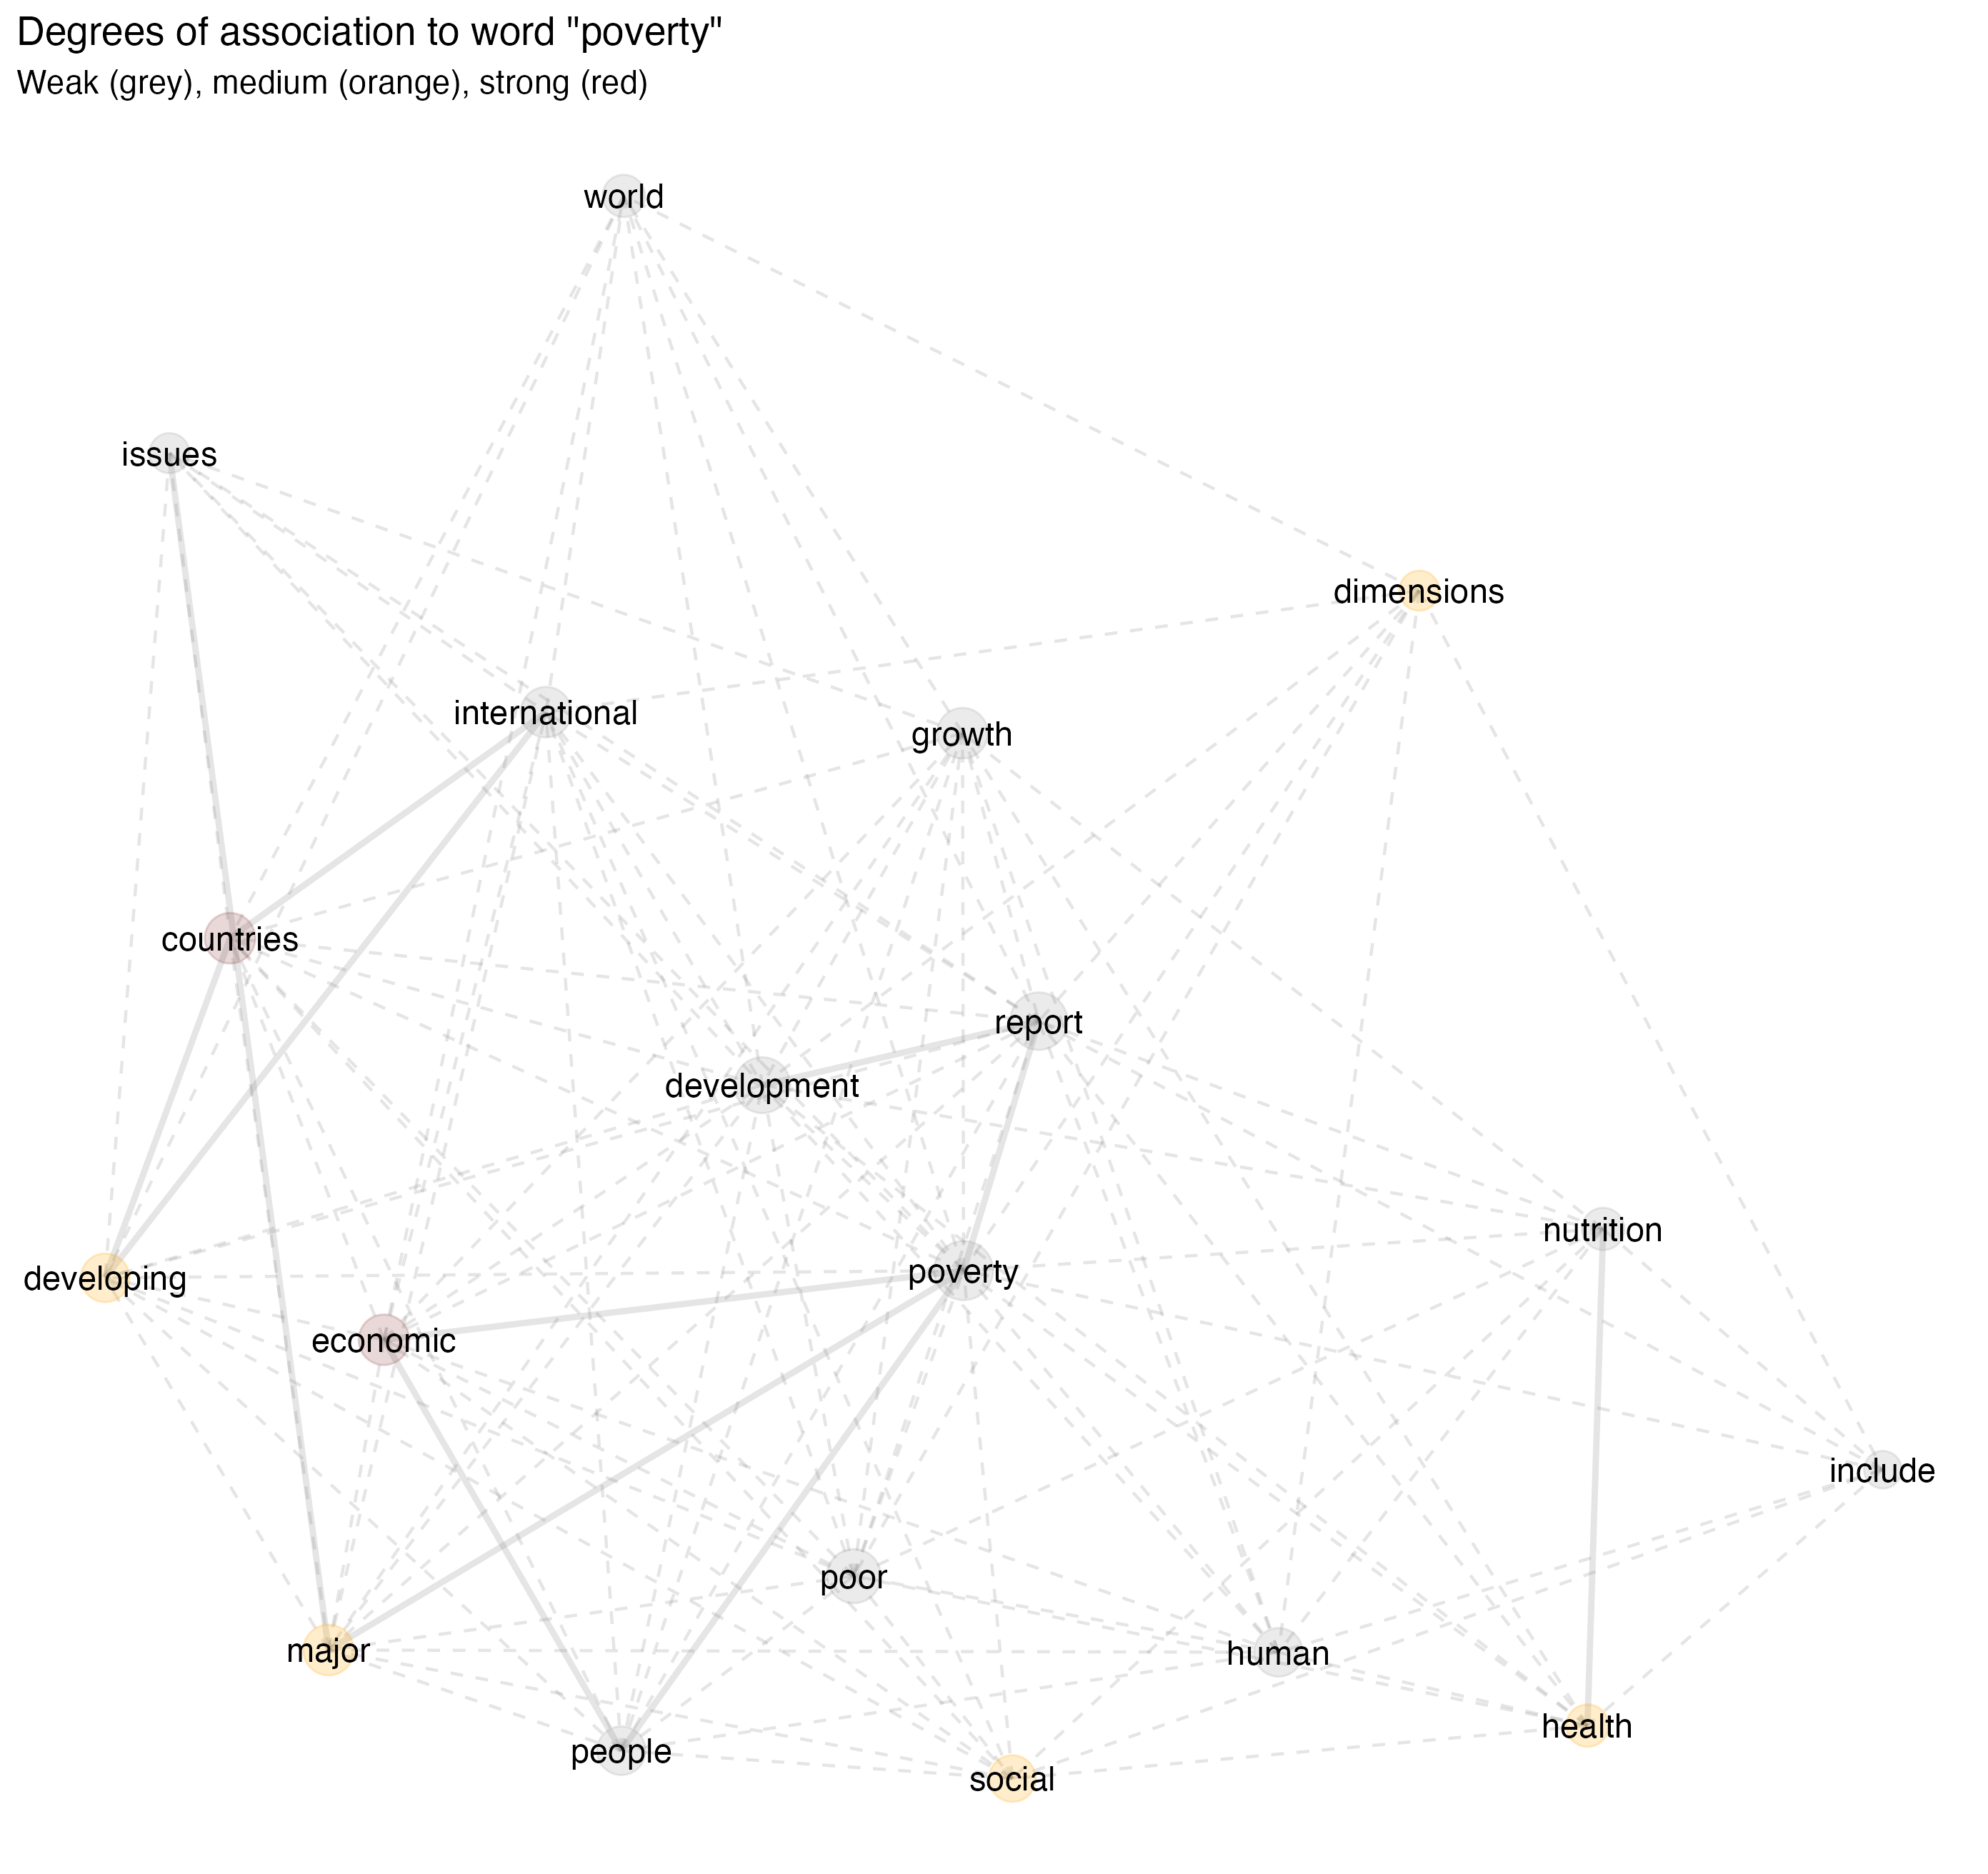 Degrees of association to word "poverty"
Weak (grey), medium (orange), strong (red)
world
issues
dimensions
international
growth
countries
report
development
nutrition
poverty
developing
economic
include
poor
major
human
health
people
social